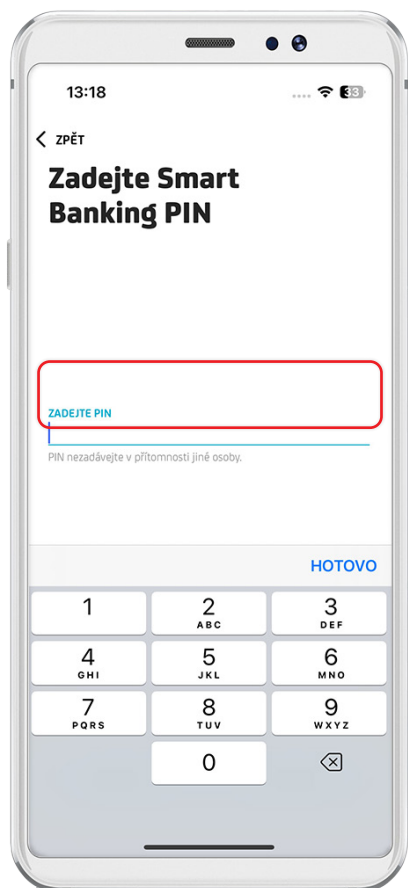 13:18
33
ZPĚT
Zadejte Smart
Banking PIN
ZADEJTE PIN
PIN nezadávejte v přítomnosti jiné osoby.
HOTOVO
1
2
ABC
3
DEF
4
GHI
5
JKL
6
MNO
7
PQRS
8
TUV
9
WXYZ
0